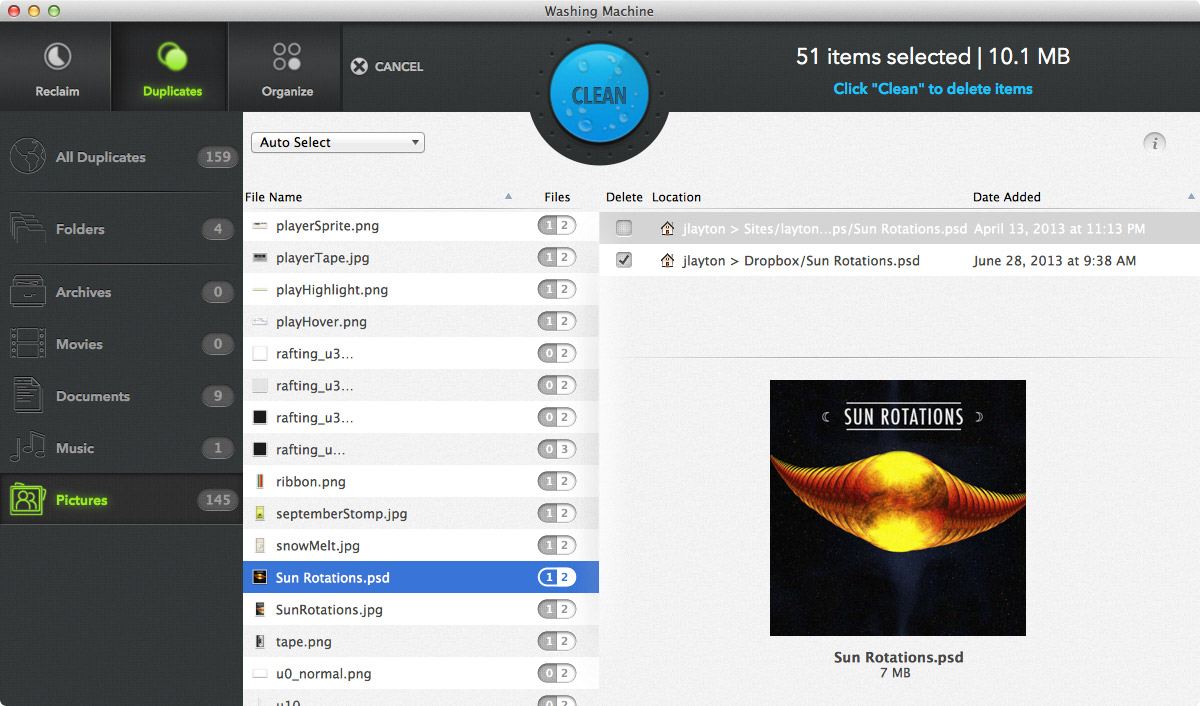 Washing Machine
Reclaim
Duplicates
Organize
CANCEL
CLEAN
51 items selected | 10.1 MB
Click "Clean" to delete items
All Duplicates 159
Folders 4
Archives 0
Movies 0
Documents 9
Music 1
Pictures 145
Auto Select
i
File Name Files
playerSprite.png 1 2
playerTape.jpg 1 2
playHighlight.png 1 2
playHover.png 1 2
rafting_u3... 0 2
rafting_u3... 0 2
rafting_u3... 0 2
rafting_u... 0 3
ribbon.png 1 2
septemberStomp.jpg 1 2
snowMelt.jpg 1 2
Sun Rotations.psd 1 2
SunRotations.jpg 1 2
tape.png 1 2
u0_normal.png 0 2
u10 0 2
Delete Location Date Added
jlayton > Sites/layton...ps/Sun Rotations.psd April 13, 2013 at 11:13 PM
jlayton > Dropbox/Sun Rotations.psd June 28, 2013 at 9:38 AM
SUN ROTATIONS
Sun Rotations.psd
7 MB